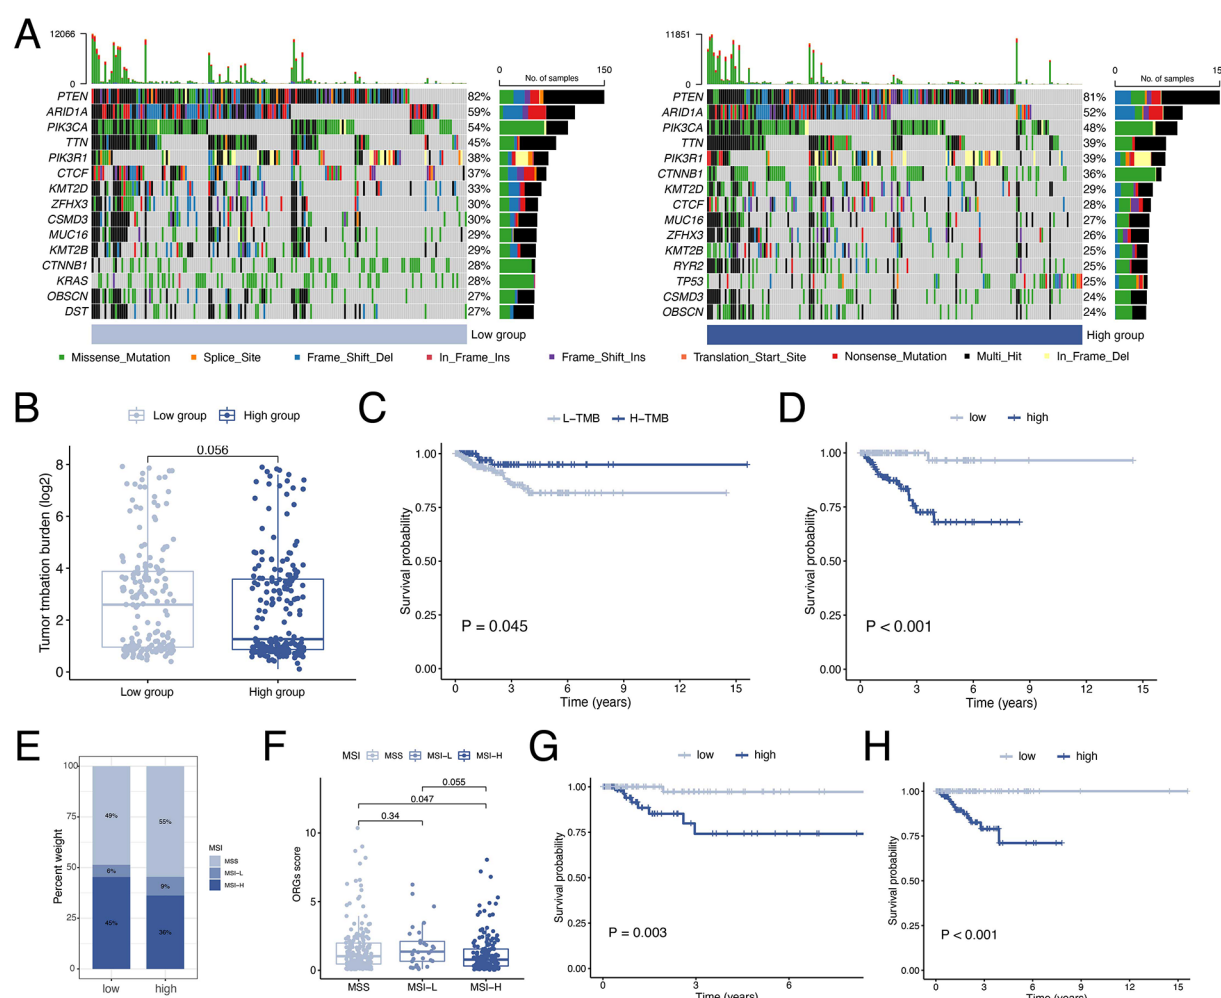 A
12066
0
0 150
No. of samples
PTEN 82%
ARID1A 59%
PIK3CA 54%
TTN 45%
PIK3R1 38%
CTCF 37%
KMT2D 33%
ZFHX3 30%
CSMD3 30%
MUC16 29%
KMT2B 29%
CTNNB1 28%
KRAS 28%
OBSCN 27%
DST 27%
Low group
11851
0
0 15
No. of samples
PTEN 81%
ARID1A 52%
PIK3CA 48%
TTN 39%
PIK3R1 39%
CTNNB1 36%
KMT2D 29%
CTCF 28%
MUC16 27%
ZFHX3 26%
KMT2B 25%
RYR2 25%
TP53 25%
CSMD3 24%
OBSCN 24%
High group
Missense_Mutation Splice_Site Frame_Shift_Del In_Frame_Ins Frame_Shift_Ins Translation_Start_Site Nonsense_Mutation Multi_Hit In_Frame_Del
B
Low group High group
0.056
Tumor tmbation burden (log2)
8
6
4
2
0
Low group High group
C
L-TMB H-TMB
Survival probability
1.00
0.75
0.50
0.25
0.00
P = 0.045
0 3 6 9 12 15
Time (years)
D
low high
Survival probability
1.00
0.75
0.50
0.25
0.00
P < 0.001
0 3 6 9 12 15
Time (years)
E
Percent weight
100
75
50
25
0
49%
6%
45%
55%
9%
36%
low high
MSI
MSS
MSI-L
MSI-H
F
MSI MSS MSI-L MSI-H
0.055
0.047
0.34
ORGs score
10
5
0
MSS MSI-L MSI-H
G
low high
Survival probability
1.00
0.75
0.50
0.25
0.00
P = 0.003
0 3 6
Time (years)
H
low high
Survival probability
1.00
0.75
0.50
0.25
0.00
P < 0.001
0 3 6 9 12 15
Time (years)